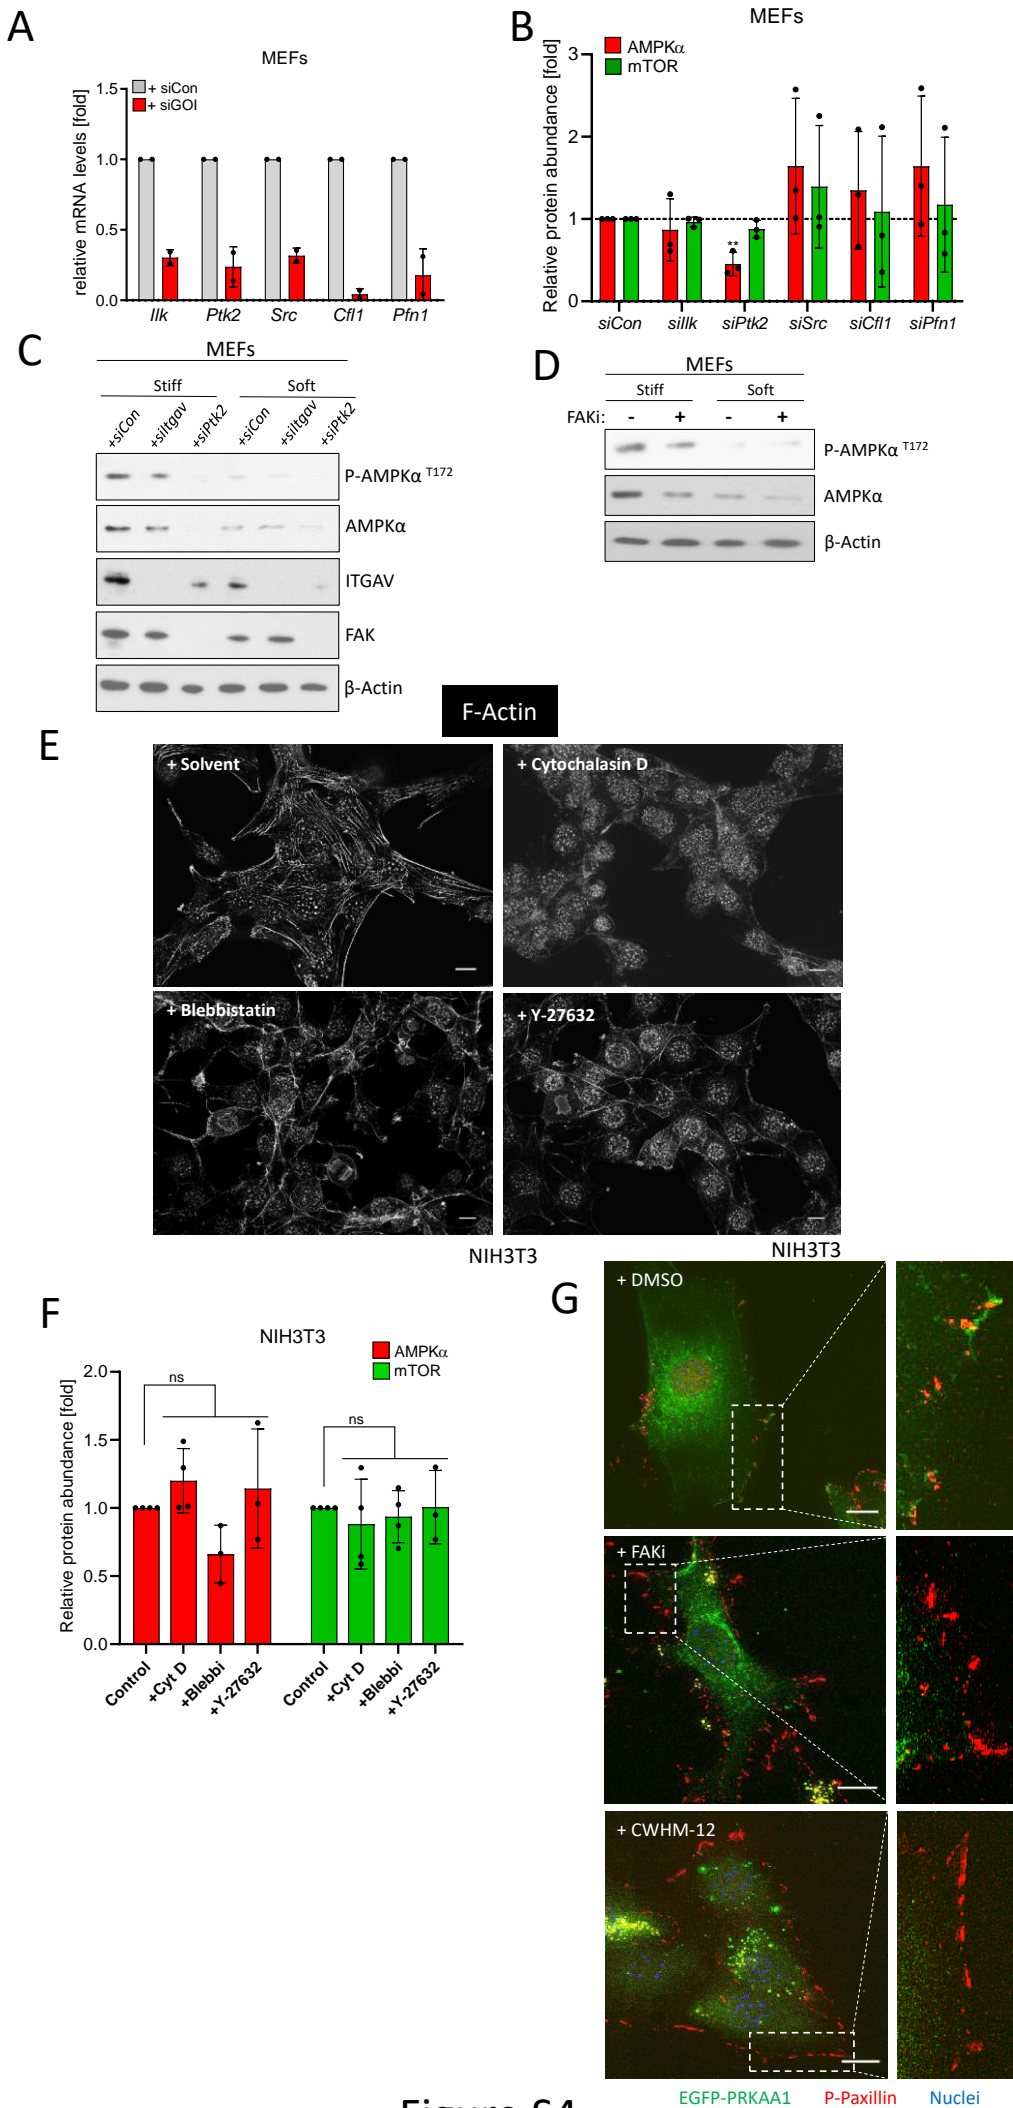 A
MEFs
relative mRNA levels [fold]
1.5
1.0
0.5
0.0
+ siCon
+ siGOI
Ilk Ptk2 Src Cfl1 Pfn1
B
MEFs
Relative protein abundance [fold]
3
2
1
0
AMPKα
mTOR
**
siCon siIlk siPtk2 siSrc siCfl1 siPfn1
C
MEFs
Stiff Soft
+siCon +siItgav +siPtk2 +siCon +siItgav +siPtk2
P-AMPKα T172
AMPKα
ITGAV
FAK
β-Actin
D
MEFs
Stiff Soft
FAKi: - + - +
P-AMPKα T172
AMPKα
β-Actin
F-Actin
E
+ Solvent
+ Cytochalasin D
+ Blebbistatin
+ Y-27632
NIH3T3
F
NIH3T3
AMPKα
mTOR
Relative protein abundance [fold]
2.0
1.5
1.0
0.5
0.0
ns
ns
Control +Cyt D +Blebbi +Y-27632 Control +Cyt D +Blebbi +Y-27632
G
NIH3T3
+ DMSO
+ FAKi
+ CWHM-12
EGFP-PRKAA1 P-Paxillin Nuclei
Figure S4